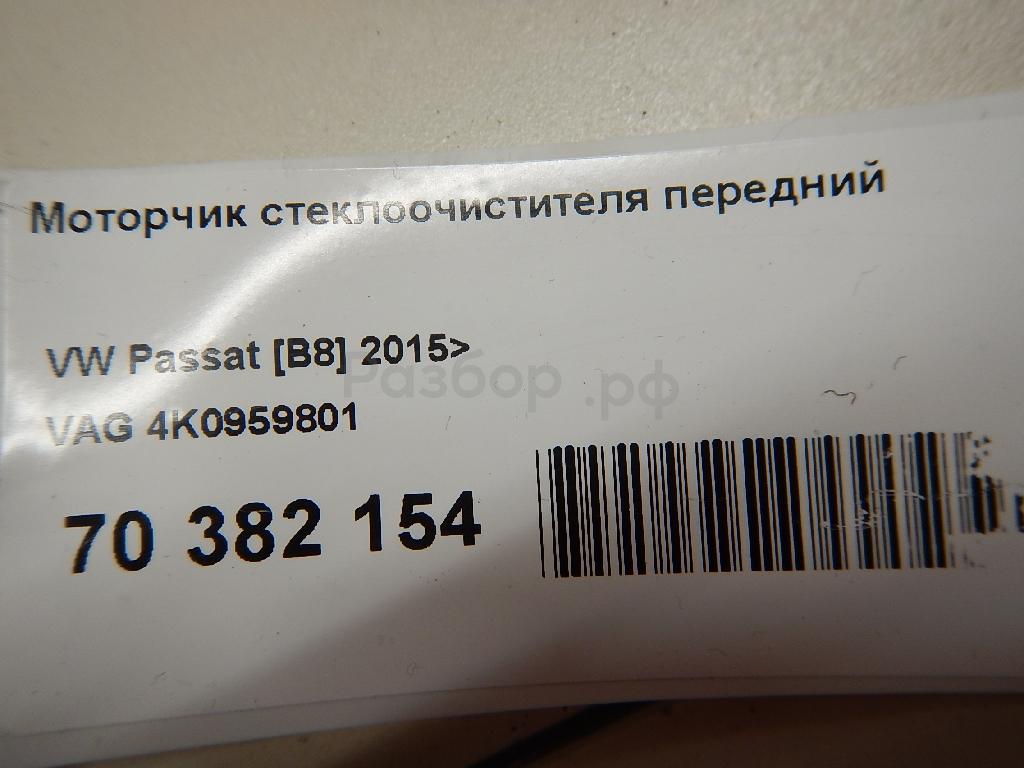 Моторчик стеклоочистителя передний
VW Passat [B8] 2015>
Разбор.рф
VAG 4K0959801
70 382 154